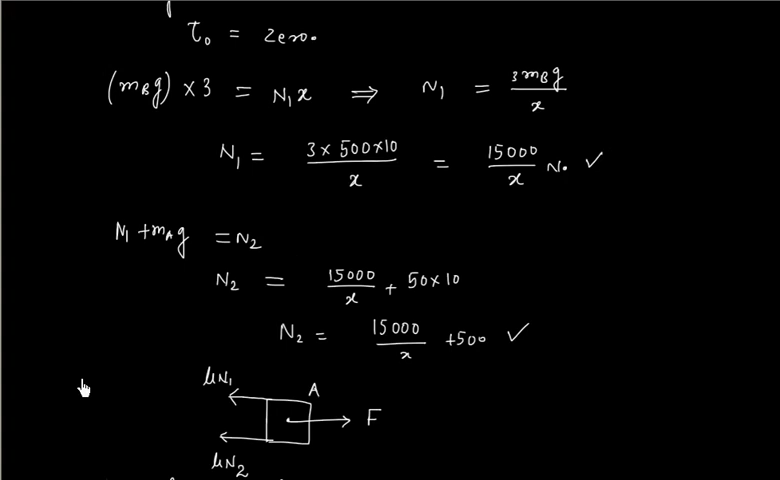 τ₀ = Zero.
(m_B g) × 3 = N₁x ⇒ N₁ = 3m_B g / x
N₁ = 3 × 500 × 10 / x = 15000 / x N. ✓
N₁ + m_A g = N₂
N₂ = 15000 / x + 50 × 10
N₂ = 15000 / x + 500 ✓
μN₁ A
F
μN₂